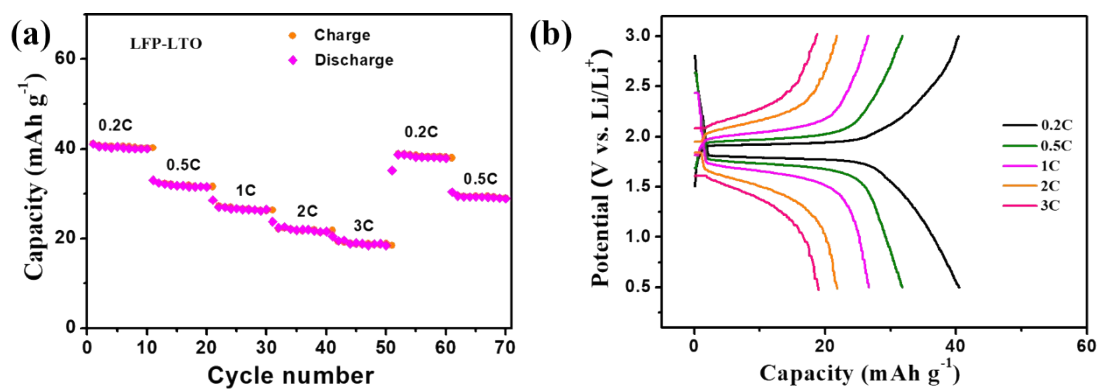 (a)
LFP-LTO
Charge
Discharge
0.2C
0.5C
1C
2C
3C
0.2C
0.5C
60
40
20
0
0 10 20 30 40 50 60 70
Capacity (mAh g⁻¹)
Cycle number
(b)
3.0
2.5
2.0
1.5
1.0
0.5
0 20 40 60
Potential (V vs. Li/Li⁺)
Capacity (mAh g⁻¹)
0.2C
0.5C
1C
2C
3C